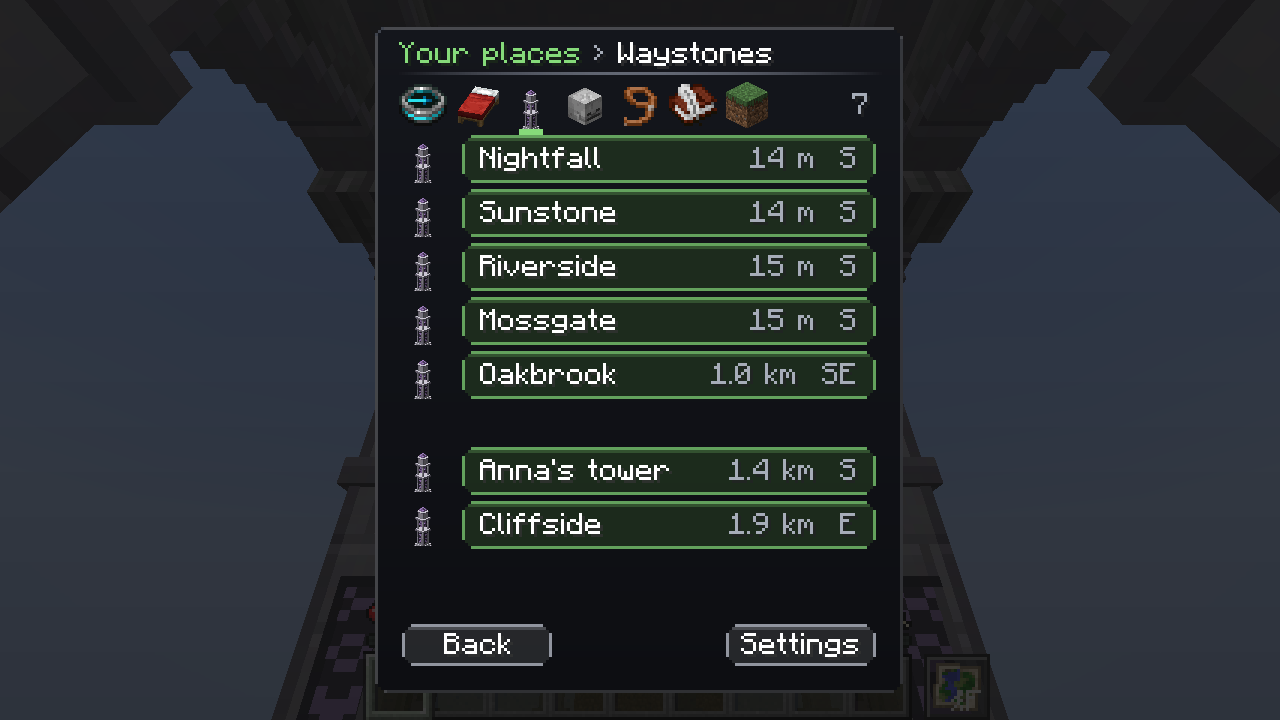 Your places > Waystones
7
Nightfall 14 m S
Sunstone 14 m S
Riverside 15 m S
Mossgate 15 m S
Oakbrook 1.0 km SE
Anna's tower 1.4 km S
Cliffside 1.9 km E
Back Settings